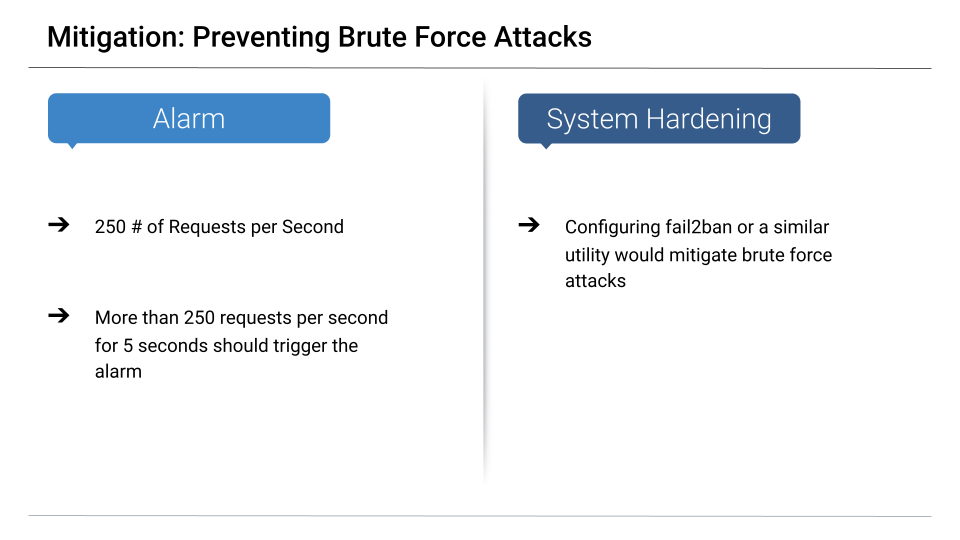 Mitigation: Preventing Brute Force Attacks
Alarm
➔ 250 # of Requests per Second
➔ More than 250 requests per second
for 5 seconds should trigger the
alarm
System Hardening
➔ Configuring fail2ban or a similar
utility would mitigate brute force
attacks